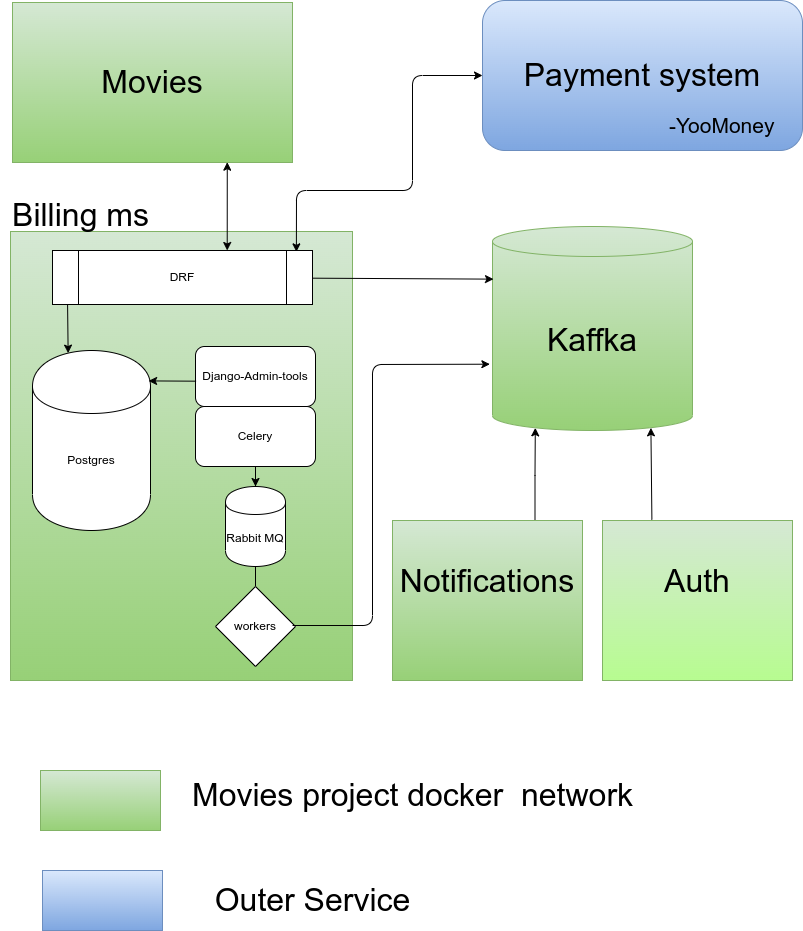 Movies
Payment system
-YooMoney
Billing ms
DRF
Kaffka
Django-Admin-tools
Celery
Postgres
Rabbit MQ
workers
Notifications
Auth
Movies project docker  network
Outer Service